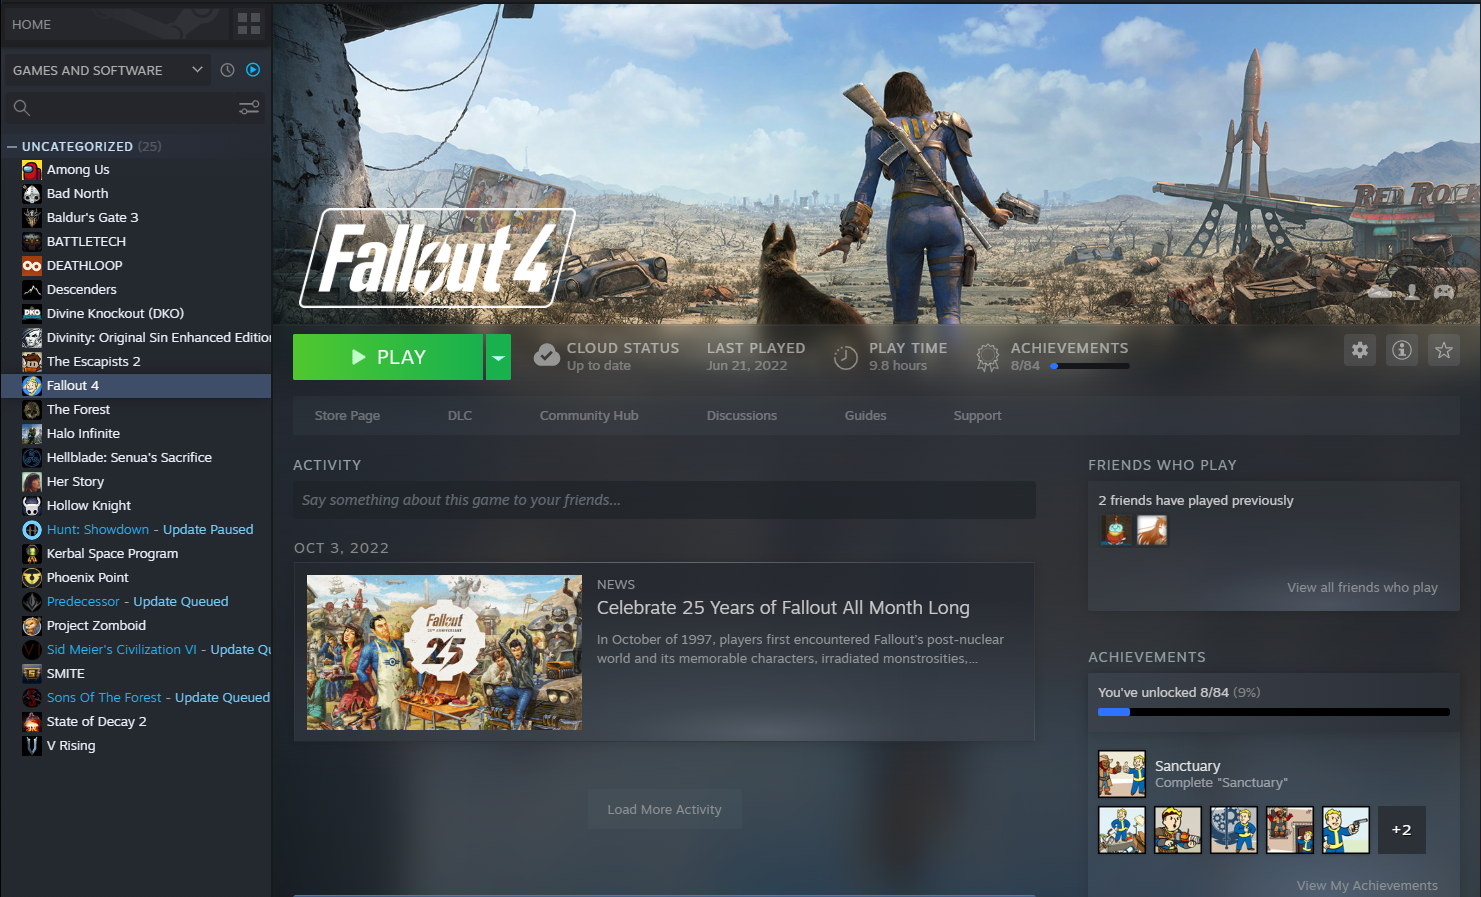 HOME
GAMES AND SOFTWARE
UNCATEGORIZED (25)
Among Us
Bad North
Baldur's Gate 3
BATTLETECH
DEATHLOOP
Descenders
Divine Knockout (DKO)
Divinity: Original Sin Enhanced Editio
The Escapists 2
Fallout 4
The Forest
Halo Infinite
Hellblade: Senua's Sacrifice
Her Story
Hollow Knight
Hunt: Showdown - Update Paused
Kerbal Space Program
Phoenix Point
Predecessor - Update Queued
Project Zomboid
Sid Meier's Civilization VI - Update Qu
SMITE
Sons Of The Forest - Update Queued
State of Decay 2
V Rising
RED ROC
Fallout 4
PLAY
CLOUD STATUS
Up to date
LAST PLAYED
Jun 21, 2022
PLAY TIME
9.8 hours
ACHIEVEMENTS
8/84
Store Page
DLC
Community Hub
Discussions
Guides
Support
ACTIVITY
Say something about this game to your friends...
OCT 3, 2022
Fallout
25
NEWS
Celebrate 25 Years of Fallout All Month Long
In October of 1997, players first encountered Fallout's post-nuclear
world and its memorable characters, irradiated monstrosities,...
Load More Activity
FRIENDS WHO PLAY
2 friends have played previously
View all friends who play
ACHIEVEMENTS
You've unlocked 8/84 (9%)
Sanctuary
Complete "Sanctuary"
+2
View My Achievements